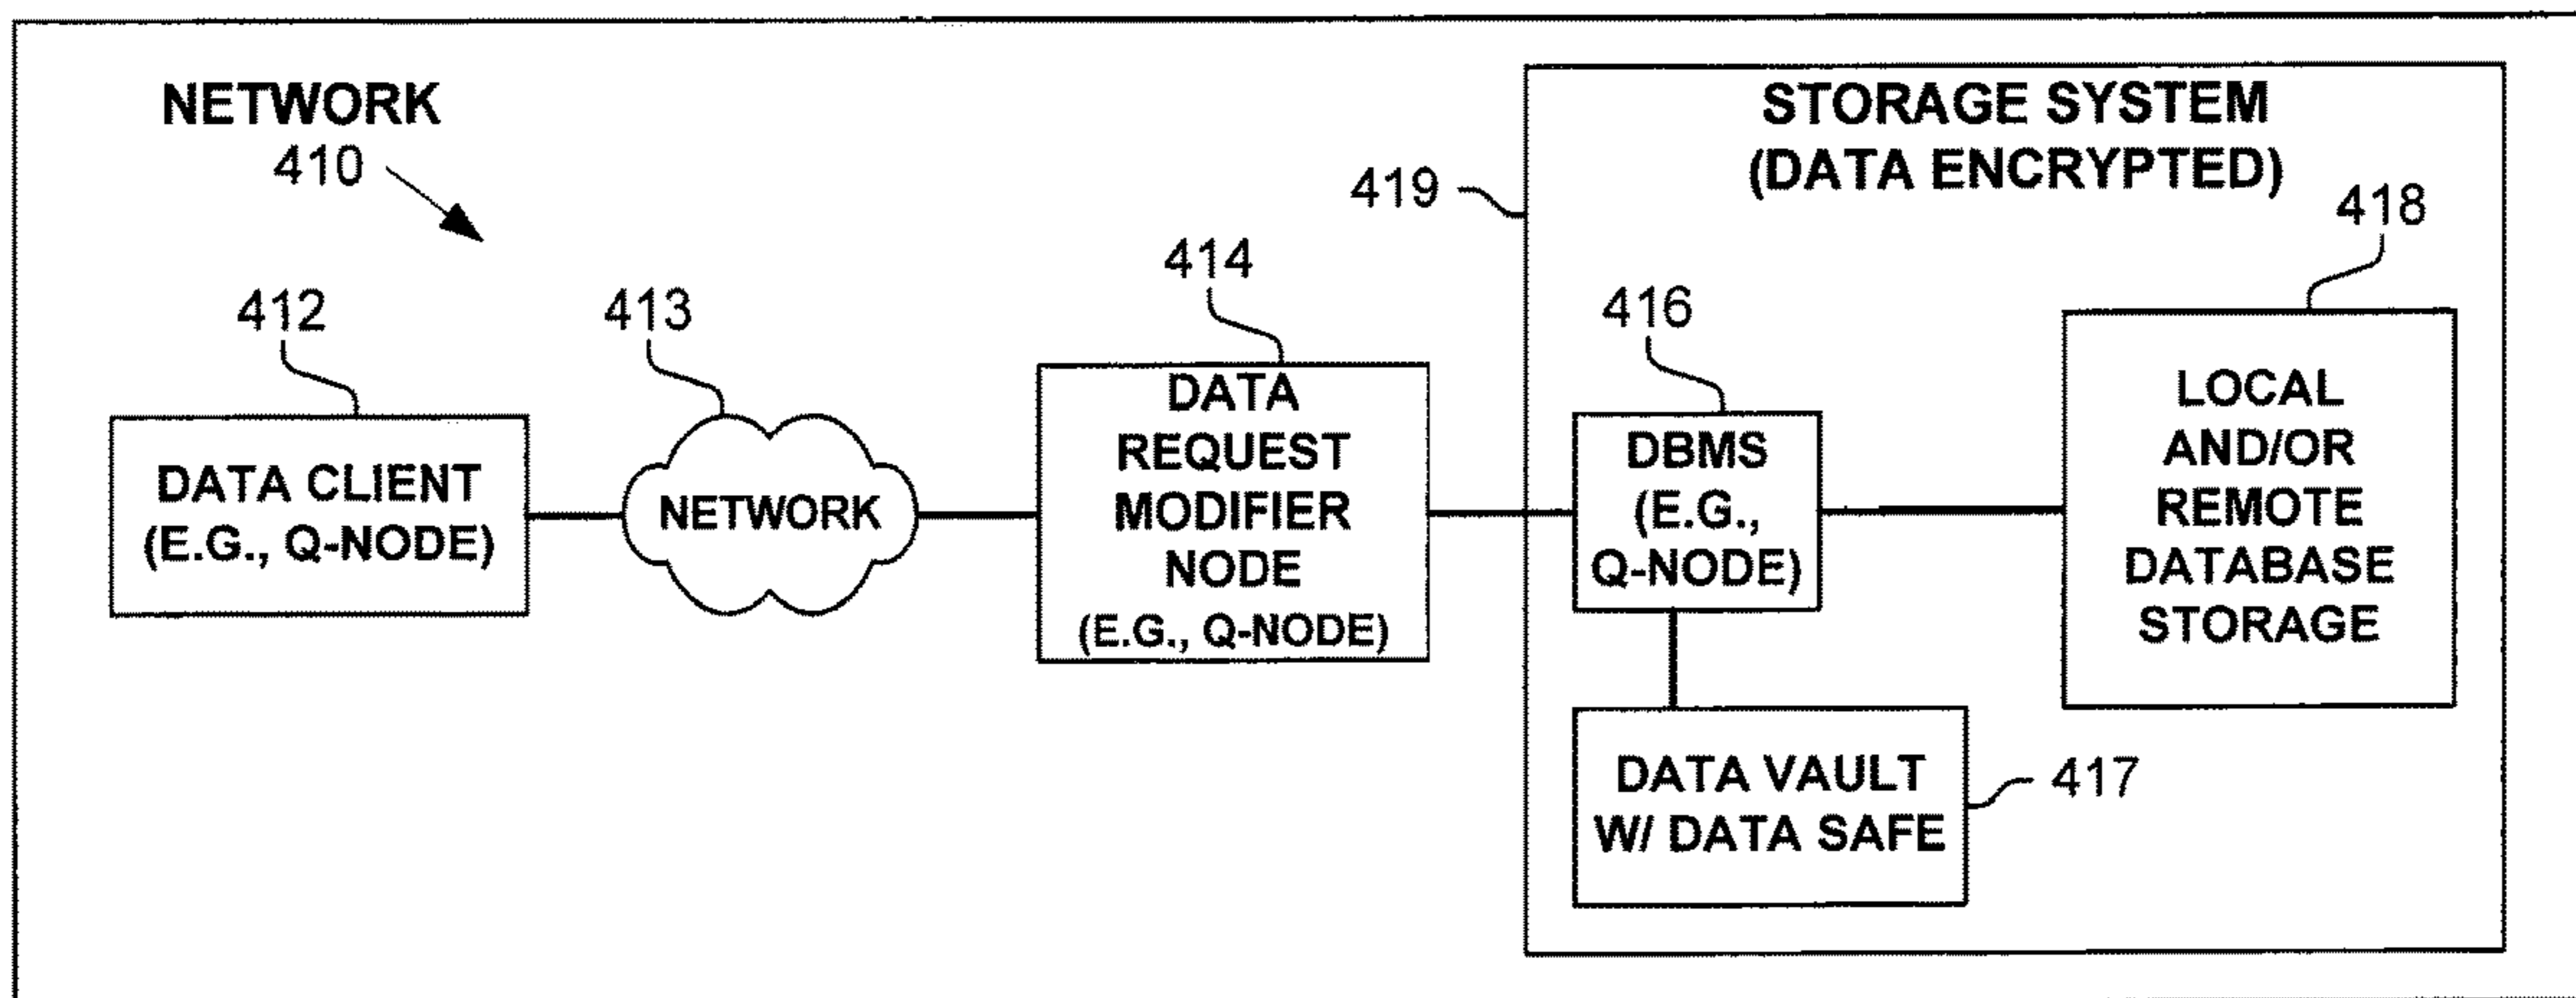 NETWORK
410
STORAGE SYSTEM
(DATA ENCRYPTED)
419
418
414
412
413
416
DATA CLIENT
(E.G., Q-NODE)
NETWORK
DATA
REQUEST
MODIFIER
NODE
(E.G., Q-NODE)
DBMS
(E.G.,
Q-NODE)
LOCAL
AND/OR
REMOTE
DATABASE
STORAGE
DATA VAULT
W/ DATA SAFE
417